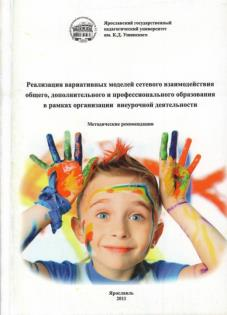 Ярославский государственный
педагогический университет
им. К.Д. Ушинского
Реализация вариативных моделей сетевого взаимодействия
общего, дополнительного и профессионального образования
в рамках организации внеурочной деятельности
Методические рекомендации
Ярославль
2011